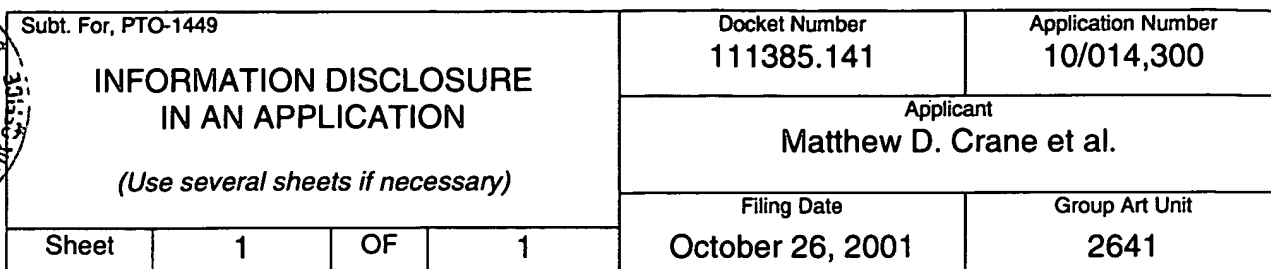 Subt. For, PTO-1449
INFORMATION DISCLOSURE
IN AN APPLICATION
(Use several sheets if necessary)
Sheet 1 OF 1
Docket Number
111385.141
Application Number
10/014,300
Applicant
Matthew D. Crane et al.
Filing Date
October 26, 2001
Group Art Unit
2641